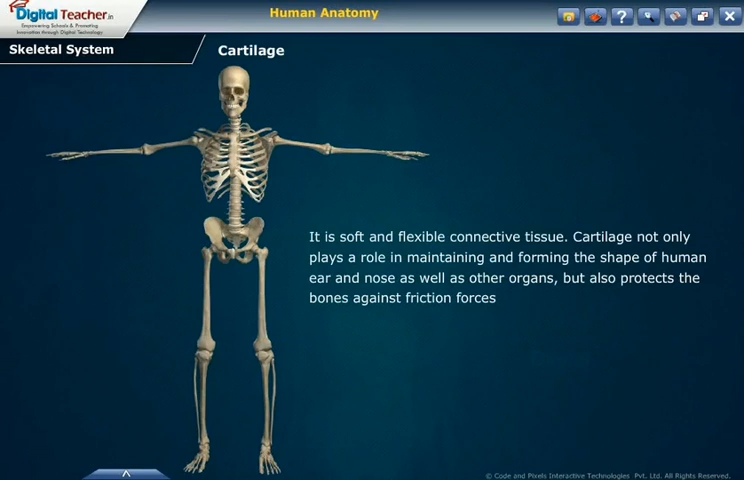 Digital Teacher.in
Empowering Schools & Promoting
Innovation through Digital Technology
Human Anatomy
?
Skeletal System
Cartilage
It is soft and flexible connective tissue. Cartilage not only
plays a role in maintaining and forming the shape of human
ear and nose as well as other organs, but also protects the
bones against friction forces
© Code and Pixels Interactive Technologies Pvt. Ltd. All Rights Reserved.